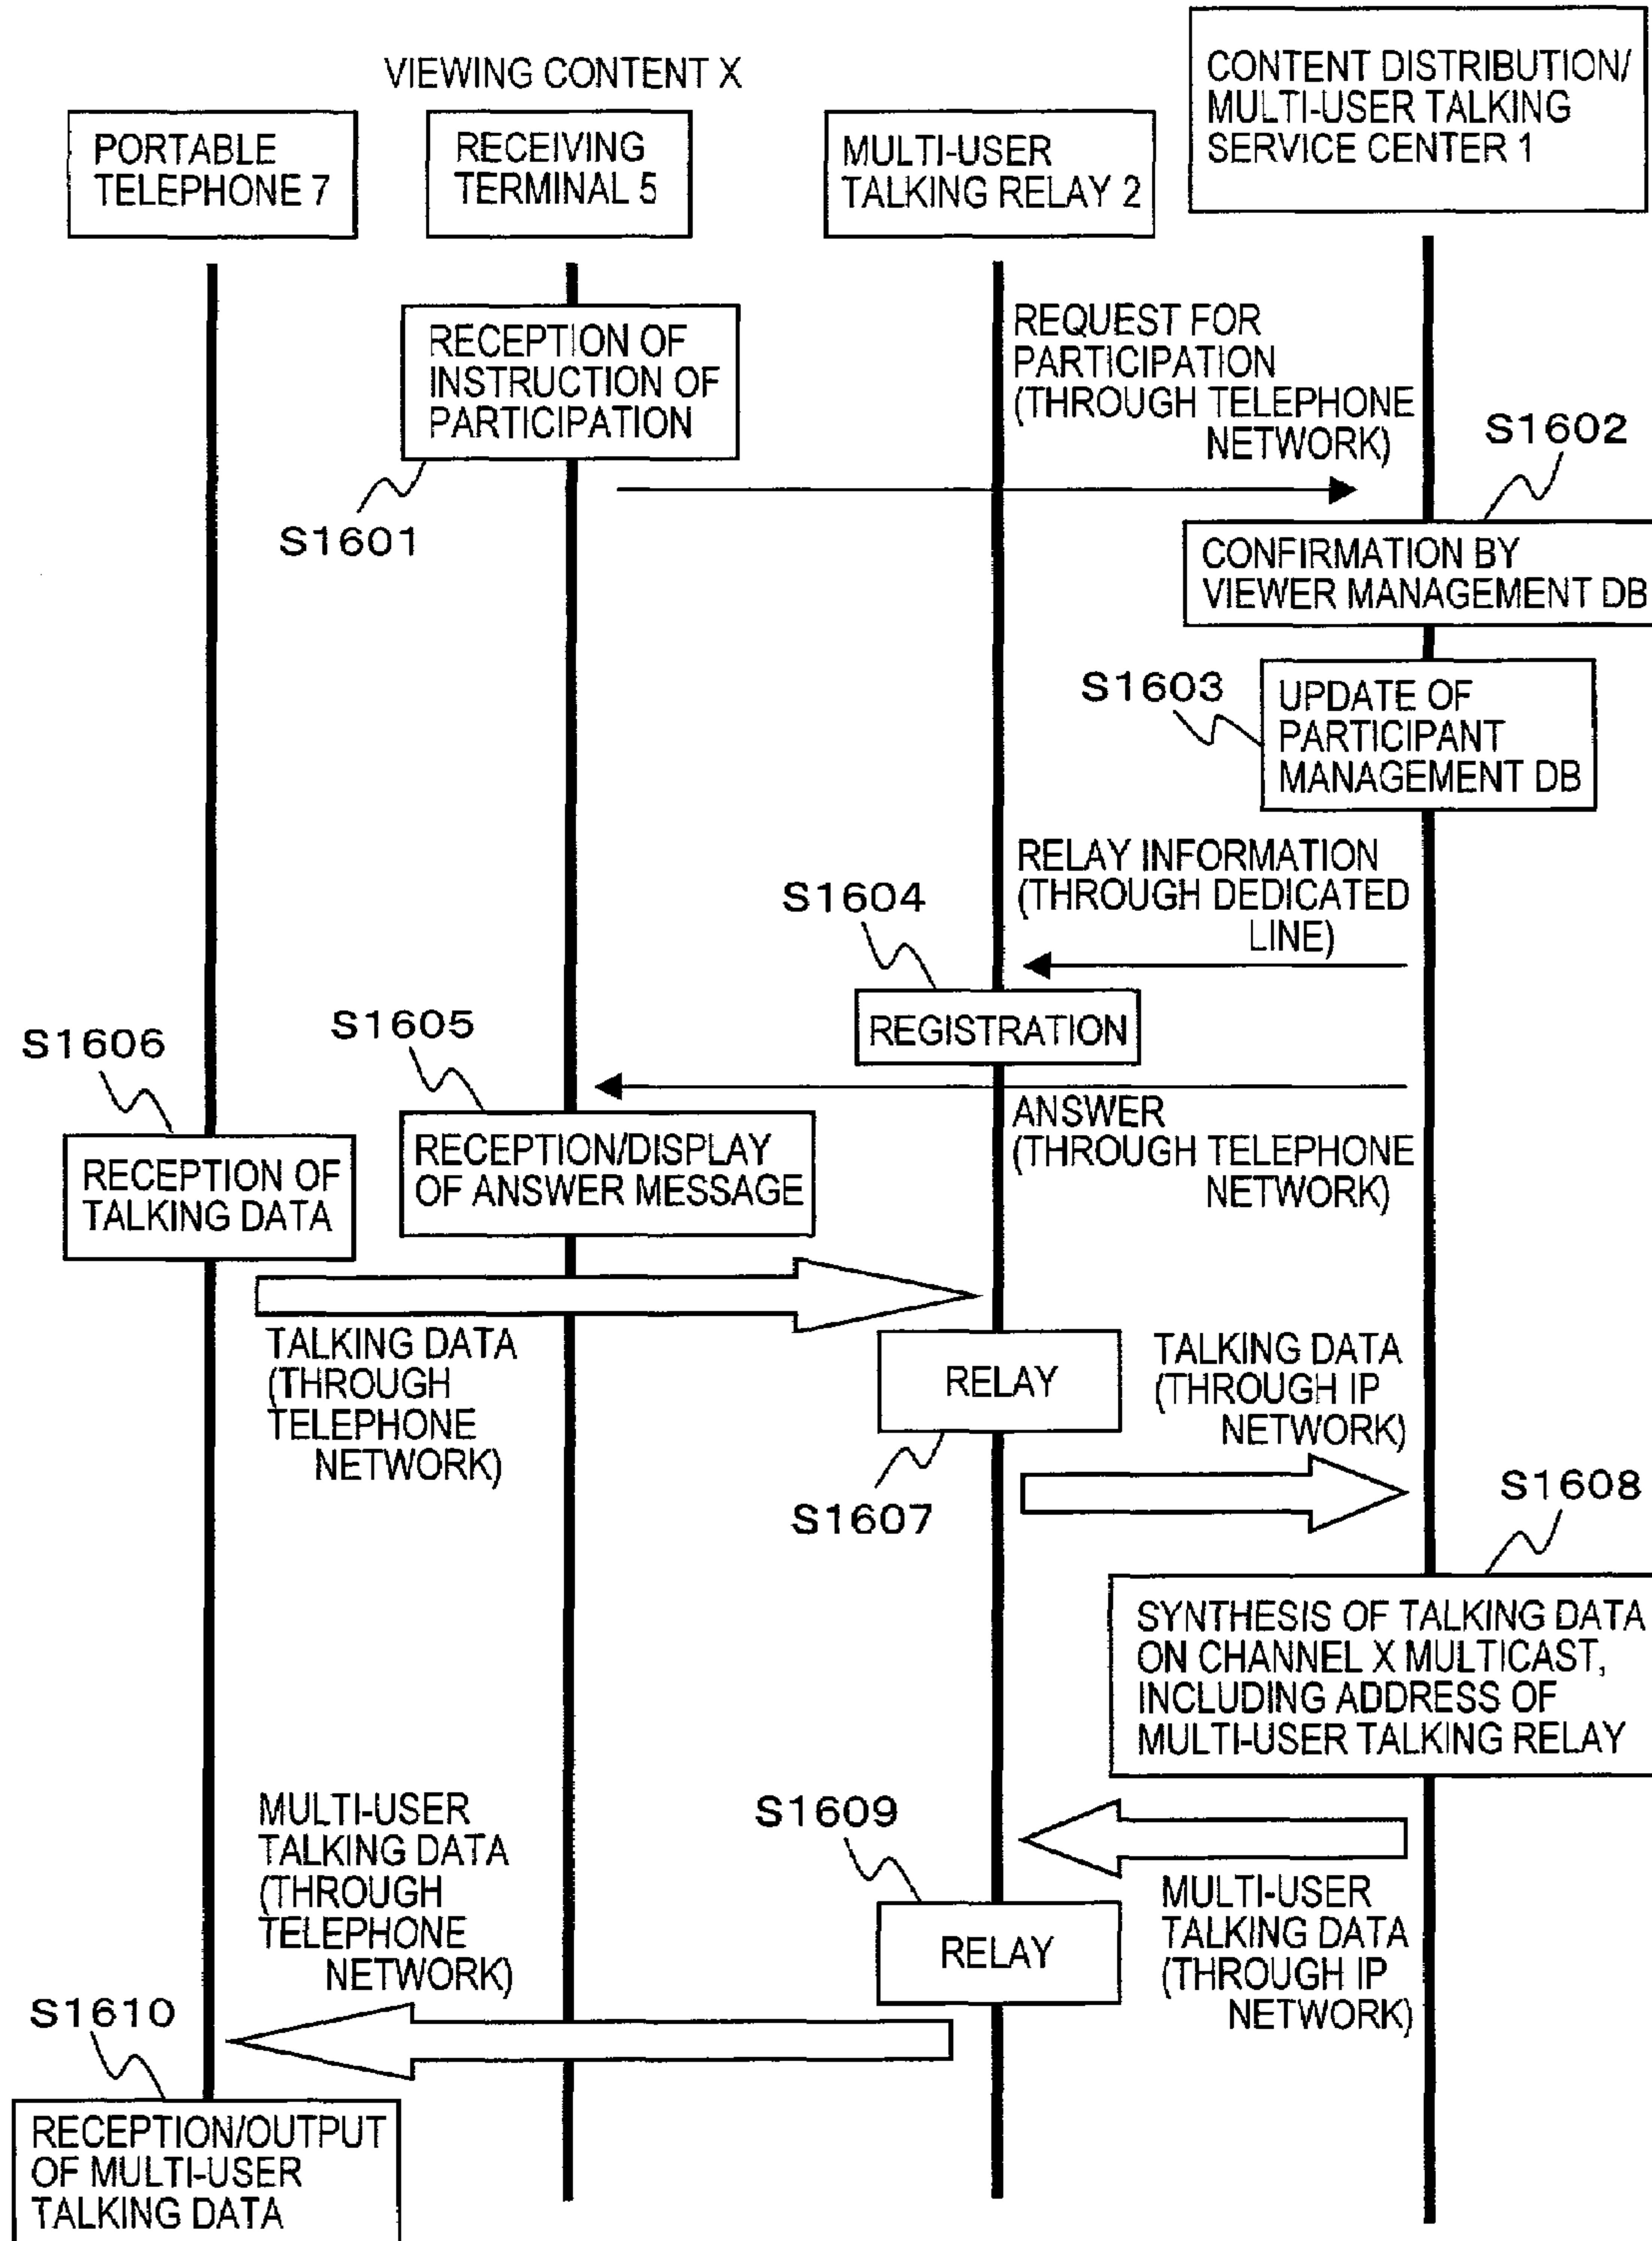 VIEWING CONTENT X
PORTABLE
TELEPHONE 7
RECEIVING
TERMINAL 5
MULTI-USER
TALKING RELAY 2
CONTENT DISTRIBUTION/
MULTI-USER TALKING
SERVICE CENTER 1
RECEPTION OF
INSTRUCTION OF
PARTICIPATION
S1601
REQUEST FOR
PARTICIPATION
(THROUGH TELEPHONE
NETWORK)
S1602
CONFIRMATION BY
VIEWER MANAGEMENT DB
S1603
UPDATE OF
PARTICIPANT
MANAGEMENT DB
RELAY INFORMATION
(THROUGH DEDICATED
LINE)
S1604
REGISTRATION
S1605
RECEPTION/DISPLAY
OF ANSWER MESSAGE
ANSWER
(THROUGH TELEPHONE
NETWORK)
S1606
RECEPTION OF
TALKING DATA
TALKING DATA
(THROUGH
TELEPHONE
NETWORK)
RELAY
S1607
TALKING DATA
(THROUGH IP
NETWORK)
S1608
SYNTHESIS OF TALKING DATA
ON CHANNEL X MULTICAST,
INCLUDING ADDRESS OF
MULTI-USER TALKING RELAY
S1609
RELAY
MULTI-USER
TALKING DATA
(THROUGH IP
NETWORK)
MULTI-USER
TALKING DATA
(THROUGH
TELEPHONE
NETWORK)
S1610
RECEPTION/OUTPUT
OF MULTI-USER
TALKING DATA